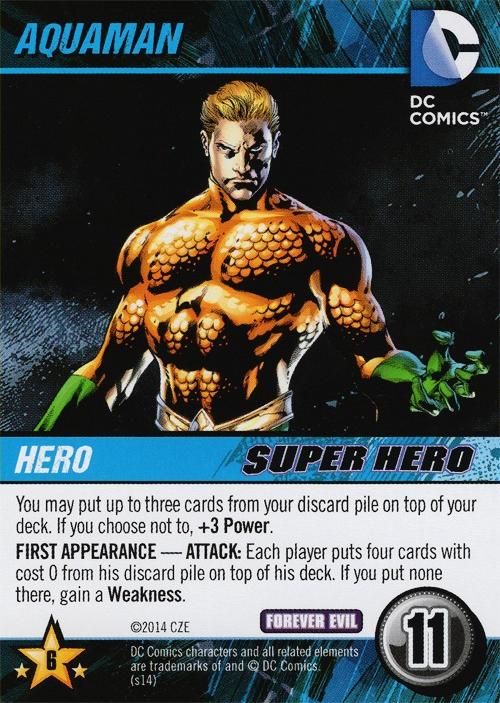 AQUAMAN
DC
DC
COMICS™
HERO
SUPER HERO
You may put up to three cards from your discard pile on top of your
deck. If you choose not to, +3 Power.
FIRST APPEARANCE — ATTACK: Each player puts four cards with
cost 0 from his discard pile on top of his deck. If you put none
there, gain a Weakness.
©2014 CZE
FOREVER EVIL
6
11
DC Comics characters and all related elements
are trademarks of and © DC Comics.
(s14)